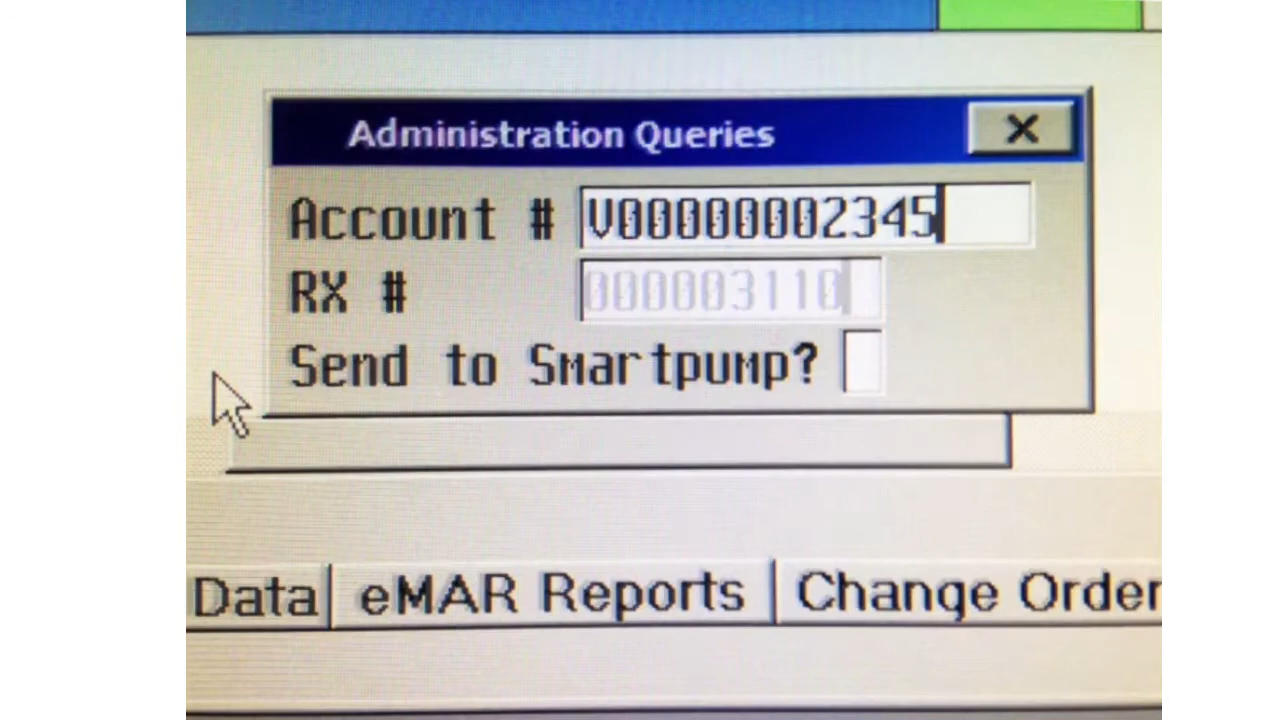 Administration Queries X
Account # V00000002345
RX # 000003110
Send to Smartpump?
Data eMAR Reports Change Order